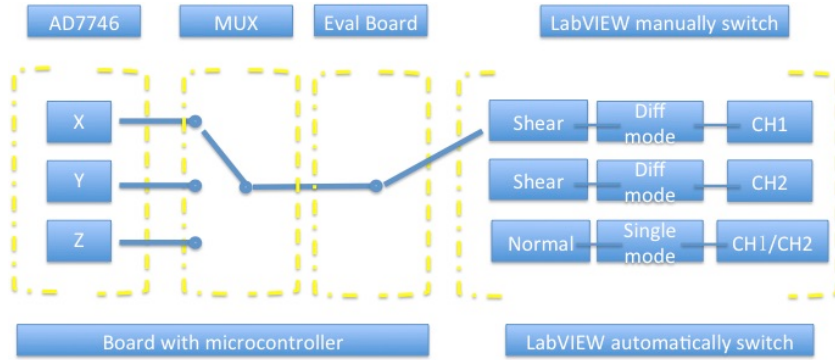 AD7746 MUX Eval Board LabVIEW manually switch
X Shear Diff mode CH1
Y Shear Diff mode CH2
Z Normal Single mode CH1/CH2
Board with microcontroller LabVIEW automatically switch